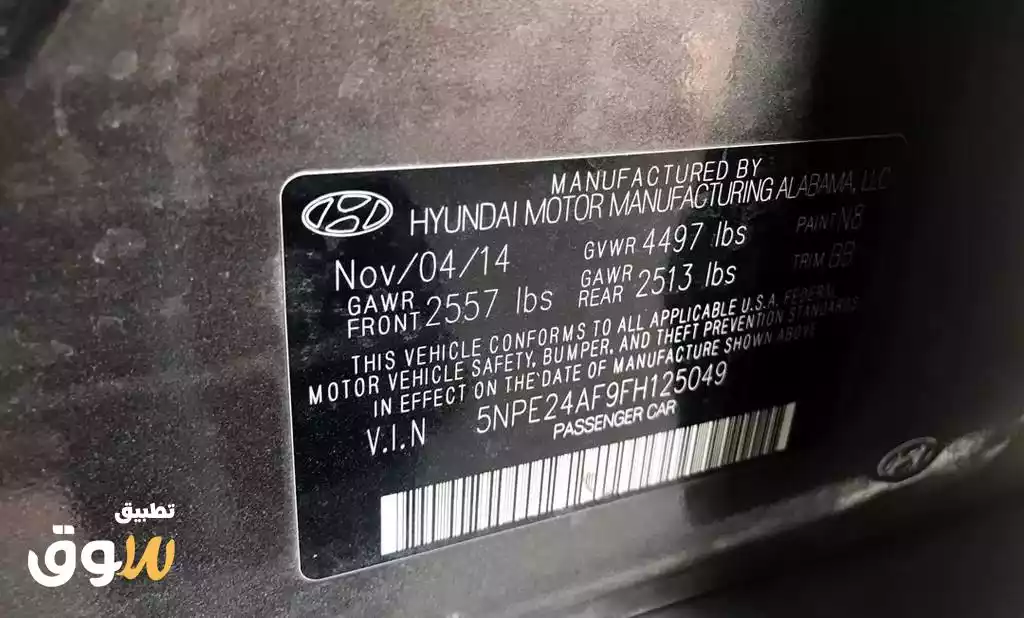 MANUFACTURED BY
HYUNDAI MOTOR MANUFACTURING ALABAMA, LLC
Nov/04/14 GVWR 4497 lbs PAINT N8
GAWR FRONT 2557 lbs GAWR REAR 2513 lbs TRIM BB
THIS VEHICLE CONFORMS TO ALL APPLICABLE U.S.A. FEDERAL
MOTOR VEHICLE SAFETY, BUMPER, AND THEFT PREVENTION STANDARDS
IN EFFECT ON THE DATE OF MANUFACTURE SHOWN ABOVE
V.I.N 5NPE24AF9FH125049
PASSENGER CAR
تطبيق
سوق